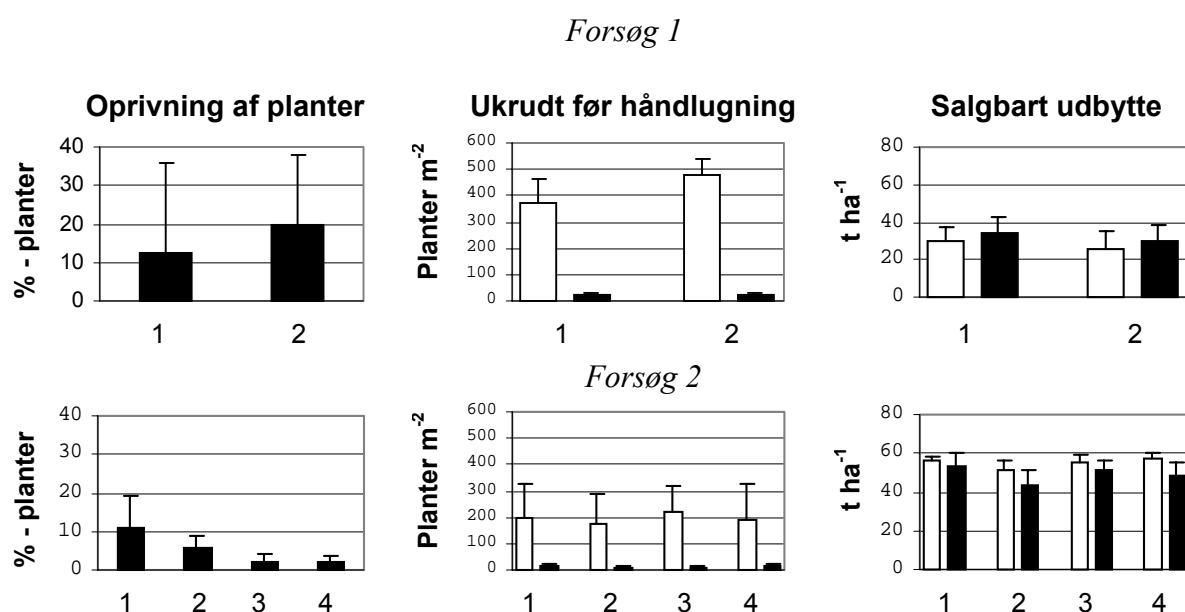 Forsøg 1
Oprivning af planter
Ukrudt før håndlugning
Salgbart udbytte
% - planter
40
30
20
10
0
1 2
Planter m-2
600
500
400
300
200
100
0
1 2
t ha-1
80
60
40
20
0
1 2
Forsøg 2
% - planter
40
30
20
10
0
1 2 3 4
Planter m-2
600
500
400
300
200
100
0
1 2 3 4
t ha-1
80
60
40
20
0
1 2 3 4